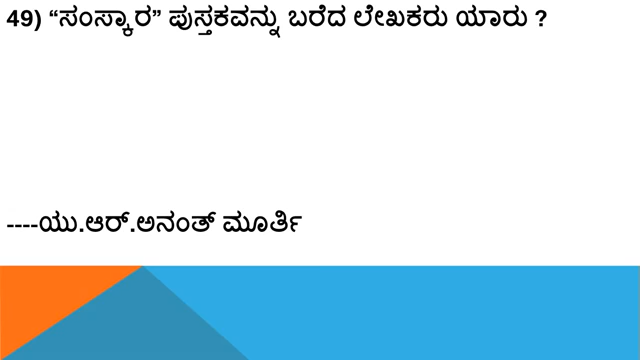 49) “ಸಂಸ್ಕಾರ” ಪುಸ್ತಕವನ್ನು ಬರೆದ ಲೇಖಕರು ಯಾರು ?
----ಯು.ಆರ್.ಅನಂತ್ ಮೂರ್ತಿ